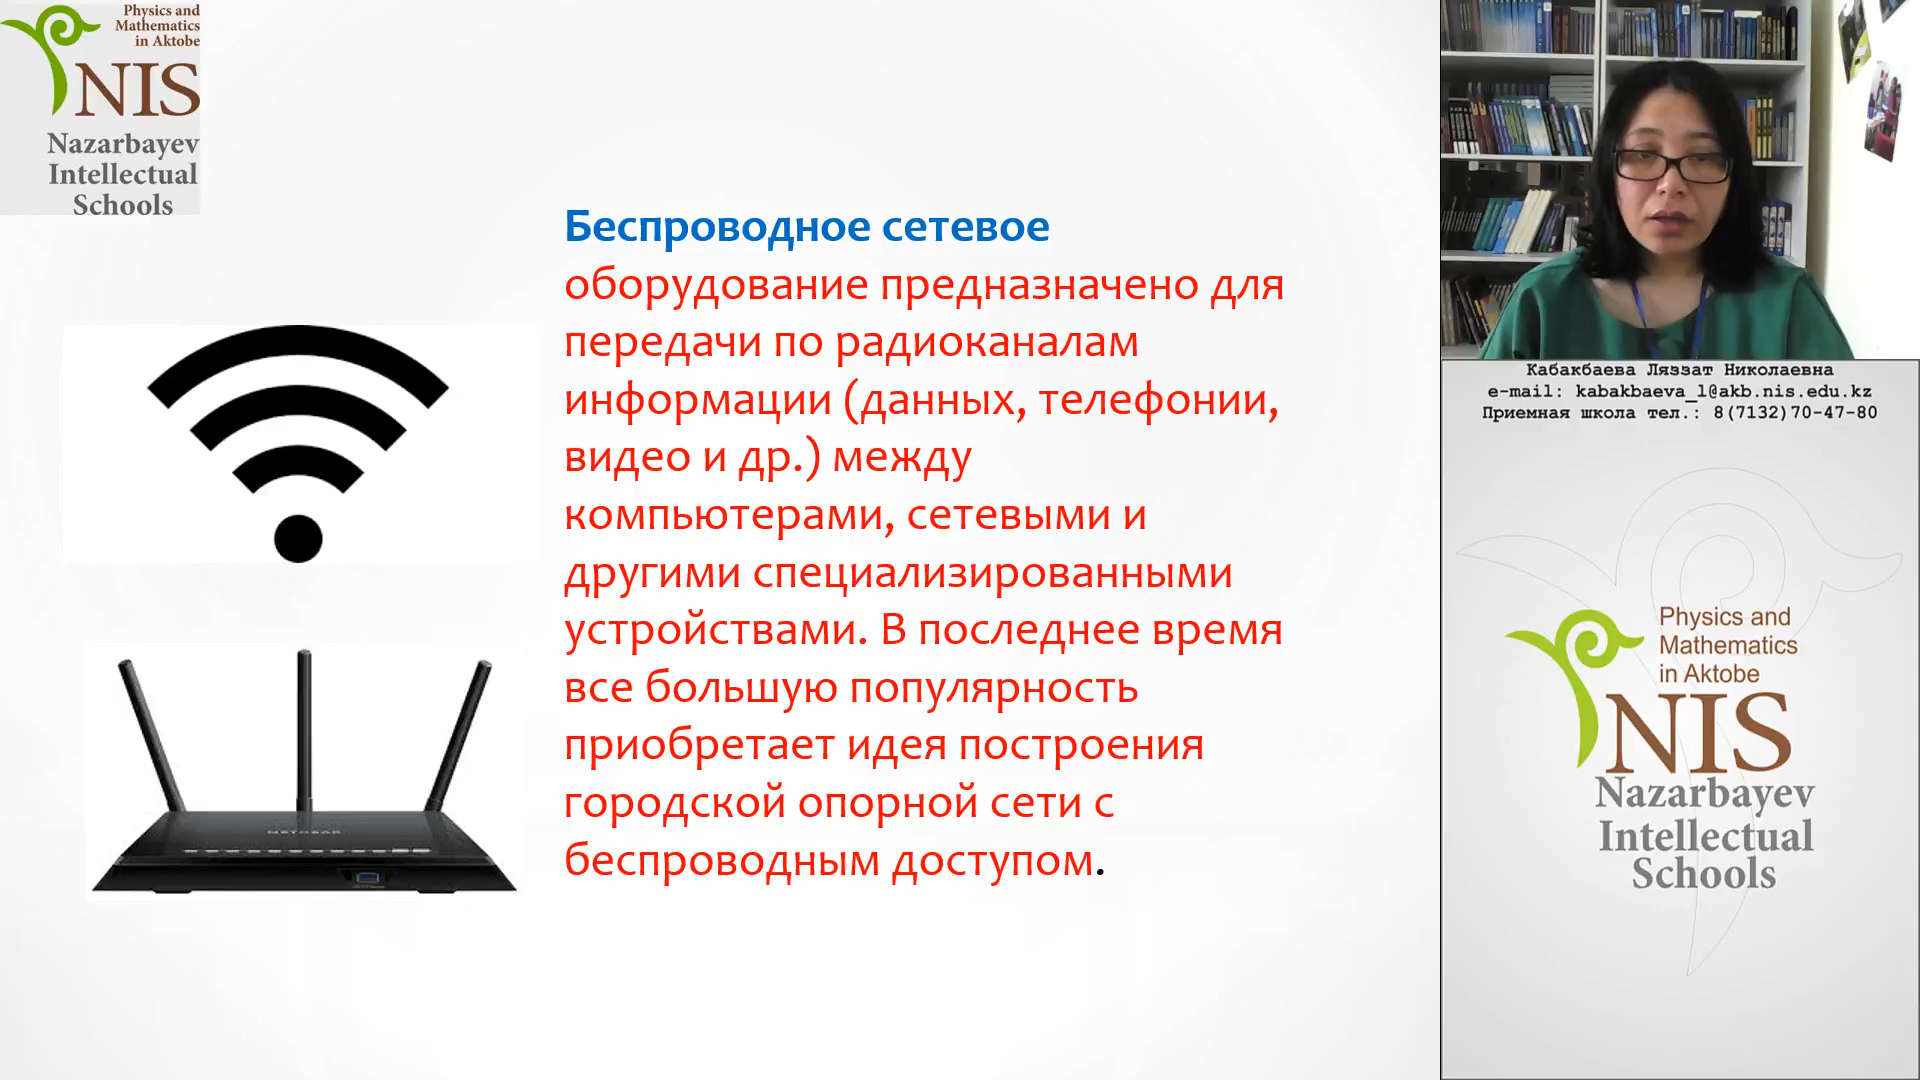 Physics and
Mathematics
in Aktobe
NIS
Nazarbayev
Intellectual
Schools
Беспроводное сетевое
оборудование предназначено для
передачи по радиоканалам
информации (данных, телефонии,
видео и др.) между
компьютерами, сетевыми и
другими специализированными
устройствами. В последнее время
все большую популярность
приобретает идея построения
городской опорной сети с
беспроводным доступом.
NETGEAR
Кабакбаева Ляззат Николаевна
e-mail: kabakbaeva_l@akb.nis.edu.kz
Приемная школа тел.: 8(7132)70-47-80
Physics and
Mathematics
in Aktobe
NIS
Nazarbayev
Intellectual
Schools